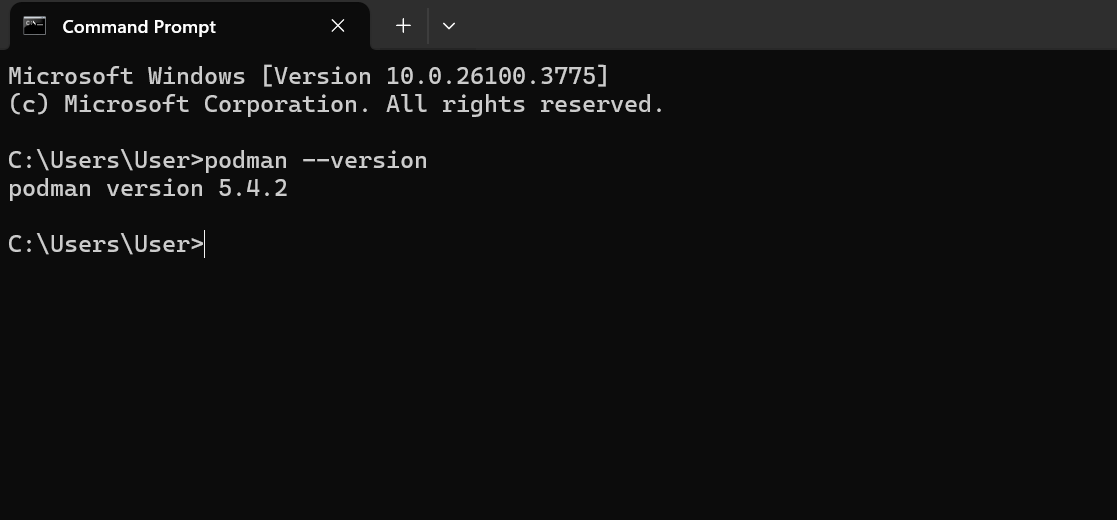 Command Prompt
Microsoft Windows [Version 10.0.26100.3775]
(c) Microsoft Corporation. All rights reserved.
C:\Users\User>podman --version
podman version 5.4.2
C:\Users\User>